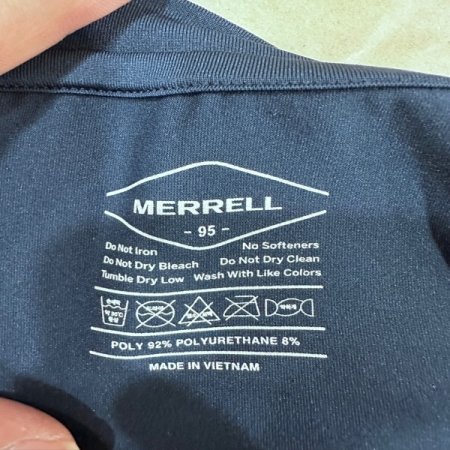 MERRELL
- 95 -
Do Not Iron No Softeners
Do Not Dry Bleach Do Not Dry Clean
Tumble Dry Low Wash With Like Colors
POLY 92% POLYURETHANE 8%
MADE IN VIETNAM